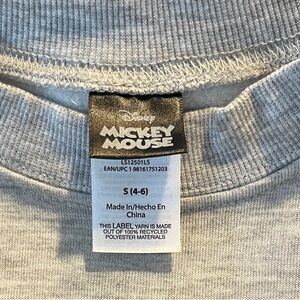 Disney
MICKEY
MOUSE
LS12501LS
EAN/UPC 1 98161751203
S (4-6)
Made In/Hecho En
China
THIS LABEL YARN IS MADE
OUT OF 100% RECYCLED
POLYESTER MATERIALS